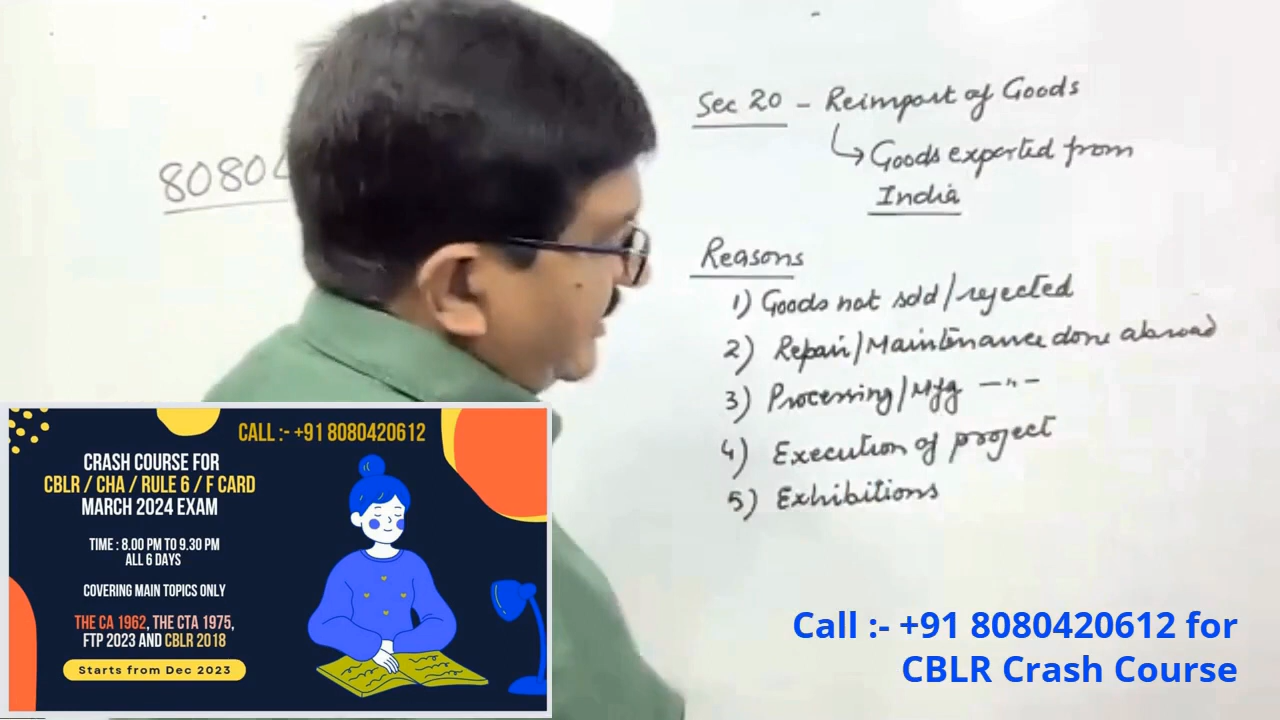 80804
Sec 20 - Reimport of Goods
Goods exported from
India
Reasons
1) Goods not sold/rejected
2) Repair/Maintenance done abroad
3) Processing/Mfg —"—
4) Execution of project
5) Exhibitions
CALL :- +91 8080420612
CRASH COURSE FOR
CBLR / CHA / RULE 6 / F CARD
MARCH 2024 EXAM
TIME : 8.00 PM TO 9.30 PM
ALL 6 DAYS
COVERING MAIN TOPICS ONLY
THE CA 1962, THE CTA 1975,
FTP 2023 AND CBLR 2018
Starts from Dec 2023
Call :- +91 8080420612 for
CBLR Crash Course